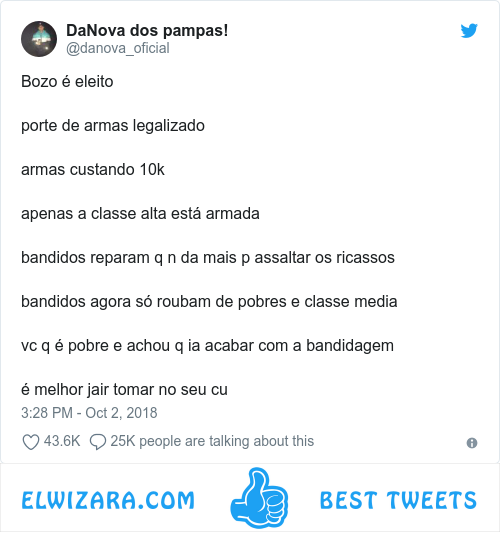 DaNova dos pampas!
@danova_oficial
Bozo é eleito
porte de armas legalizado
armas custando 10k
apenas a classe alta está armada
bandidos reparam q n da mais p assaltar os ricassos
bandidos agora só roubam de pobres e classe media
vc q é pobre e achou q ia acabar com a bandidagem
é melhor jair tomar no seu cu
3:28 PM - Oct 2, 2018
43.6K 25K people are talking about this
ELWIZARA.COM BEST TWEETS